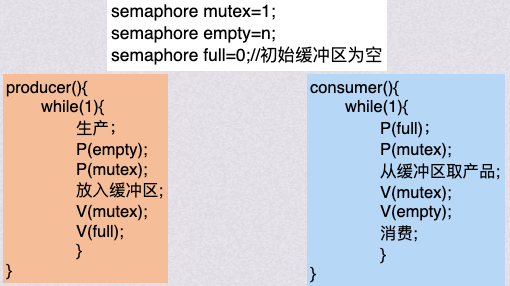 semaphore mutex=1;
semaphore empty=n;
semaphore full=0;//初始缓冲区为空
producer(){
while(1){
生产；
P(empty);
P(mutex);
放入缓冲区;
V(mutex);
V(full);
}
}
consumer(){
while(1){
P(full)；
P(mutex);
从缓冲区取产品;
V(mutex);
V(empty);
消费;
}
}